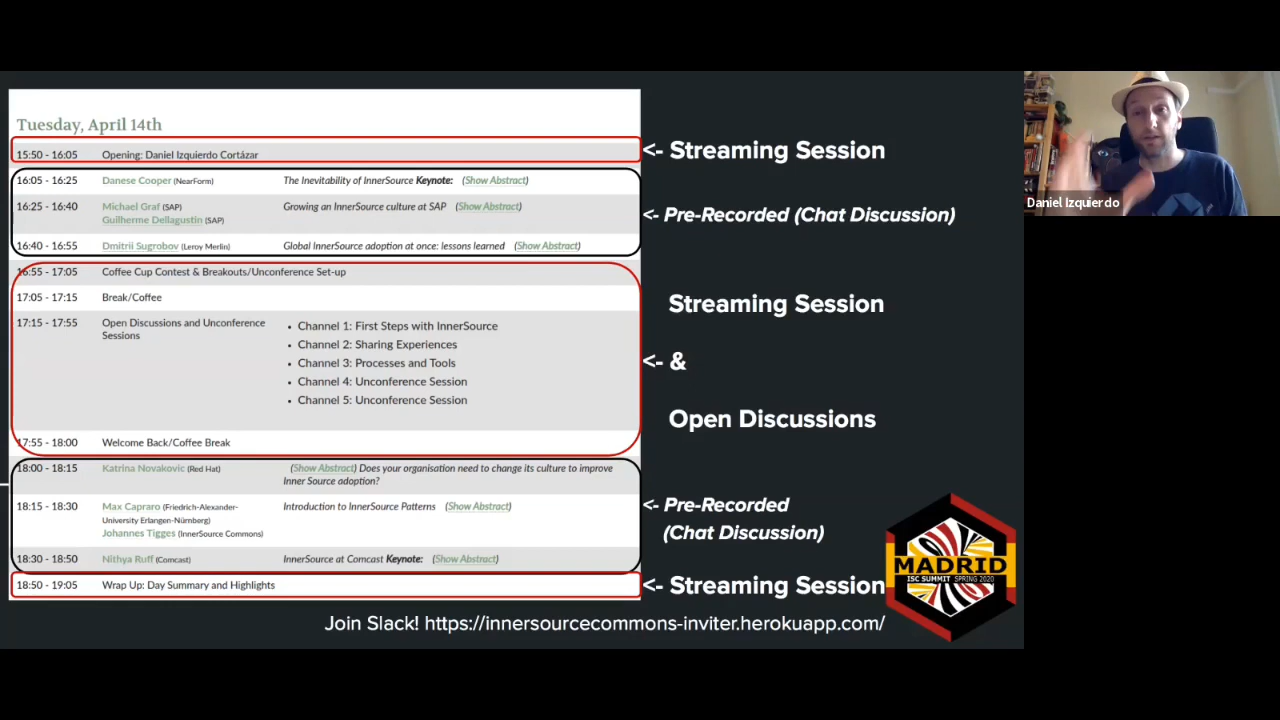 Tuesday, April 14th
15:50 - 16:05 Opening: Daniel Izquierdo Cortázar
<- Streaming Session
16:05 - 16:25 Danese Cooper (NearForm) The Inevitability of InnerSource Keynote: (Show Abstract)
16:25 - 16:40 Michael Graf (SAP) Growing an InnerSource culture at SAP (Show Abstract)
Guilherme Dellagustin (SAP)
<- Pre-Recorded (Chat Discussion)
16:40 - 16:55 Dmitrii Sugrobov (Leroy Merlin) Global InnerSource adoption at once: lessons learned (Show Abstract)
16:55 - 17:05 Coffee Cup Contest & Breakouts/Unconference Set-up
17:05 - 17:15 Break/Coffee
Streaming Session
17:15 - 17:55 Open Discussions and Unconference
Sessions
• Channel 1: First Steps with InnerSource
• Channel 2: Sharing Experiences
• Channel 3: Processes and Tools
• Channel 4: Unconference Session
• Channel 5: Unconference Session
<- &
Open Discussions
17:55 - 18:00 Welcome Back/Coffee Break
18:00 - 18:15 Katrina Novakovic (Red Hat) (Show Abstract) Does your organisation need to change its culture to improve
Inner Source adoption?
18:15 - 18:30 Max Capraro (Friedrich-Alexander- Introduction to InnerSource Patterns (Show Abstract)
University Erlangen-Nürnberg)
Johannes Tigges (InnerSource Commons)
<- Pre-Recorded
(Chat Discussion)
18:30 - 18:50 Nithya Ruff (Comcast) InnerSource at Comcast Keynote: (Show Abstract)
18:50 - 19:05 Wrap Up: Day Summary and Highlights
<- Streaming Session
MADRID
ISC SUMMIT SPRING 2020
Join Slack! https://innersourcecommons-inviter.herokuapp.com/
Daniel Izquierdo